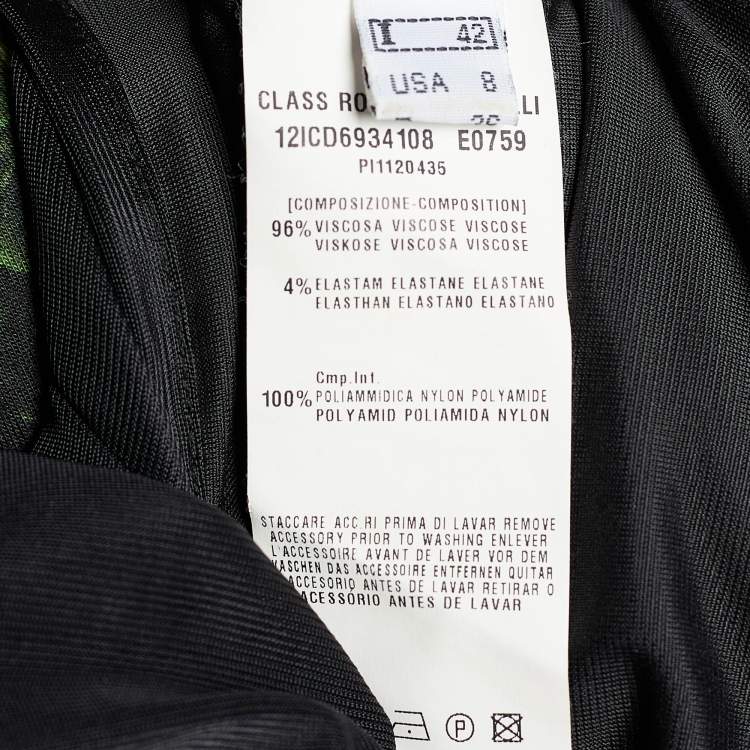 I 42
USA 8
CLASS RO LI
12ICD6934108 E0759
PI1120435
[COMPOSIZIONE-COMPOSITION]
96% VISCOSA VISCOSE VISCOSE
VISKOSE VISCOSA VISCOSE
4% ELASTAM ELASTANE ELASTANE
ELASTHAN ELASTANO ELASTANO
Cmp.Int.
100% POLIAMMIDICA NYLON POLYAMIDE
POLYAMID POLIAMIDA NYLON
STACCARE ACC.RI PRIMA DI LAVAR REMOVE
ACCESSORY PRIOR TO WASHING ENLEVER
L'ACCESSOIRE AVANT DE LAVER VOR DEM
WASCHEN DAS ACCESSOIRE ENTFERNEN QUITAR
ACCESORIO ANTES DE LAVAR RETIRAR O
ACESSÓRIO ANTES DE LAVAR
P